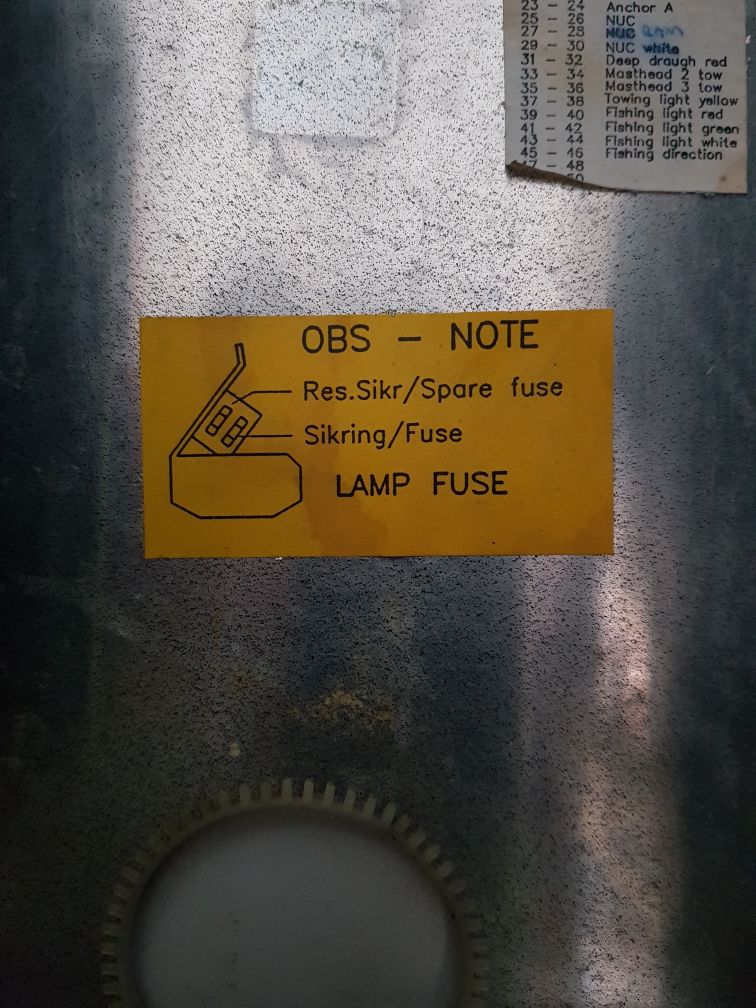 23 - 24 Anchor A
25 - 26 NUC
27 - 28 NUC
29 - 30 NUC white
31 - 32 Deep draugh red
33 - 34 Masthead 2 tow
35 - 36 Masthead 3 tow
37 - 38 Towing light yellow
39 - 40 Fishing light red
41 - 42 Fishing light green
43 - 44 Fishing light white
45 - 46 Fishing direction
47 - 48
OBS - NOTE
Res.Sikr/Spare fuse
Sikring/Fuse
LAMP FUSE